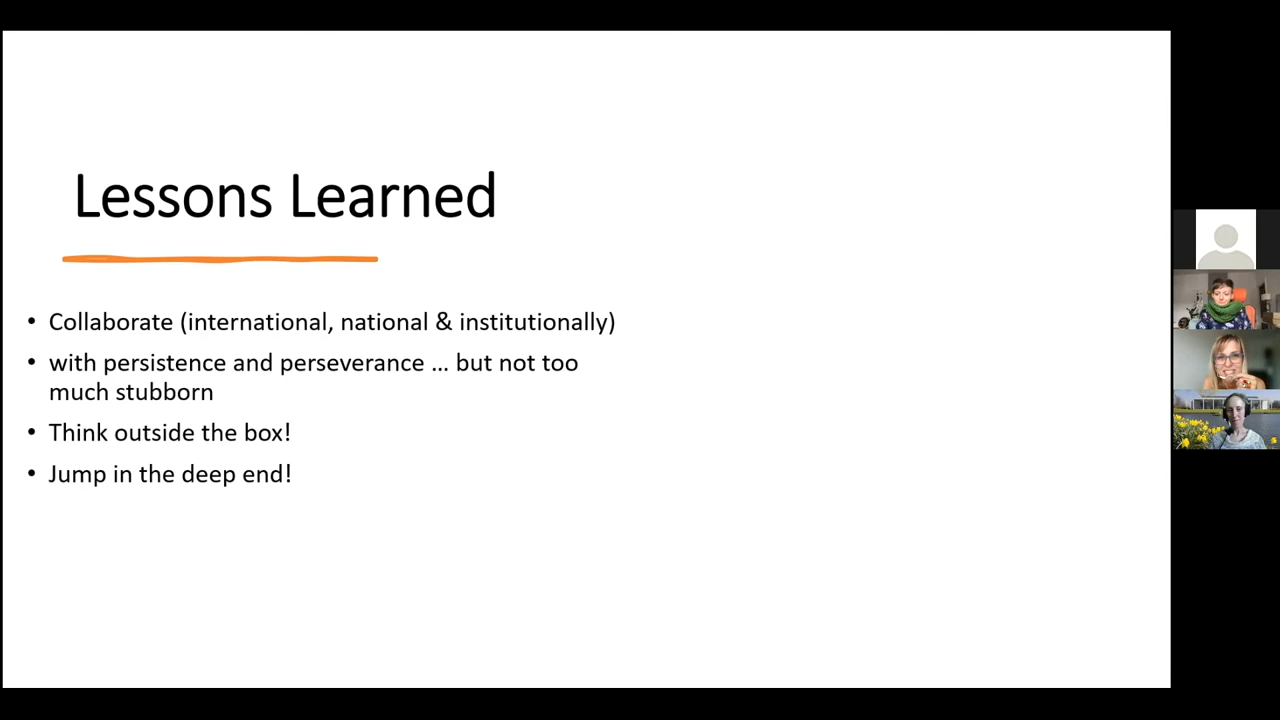 Lessons Learned
• Collaborate (international, national & institutionally)
• with persistence and perseverance … but not too
much stubborn
• Think outside the box!
• Jump in the deep end!